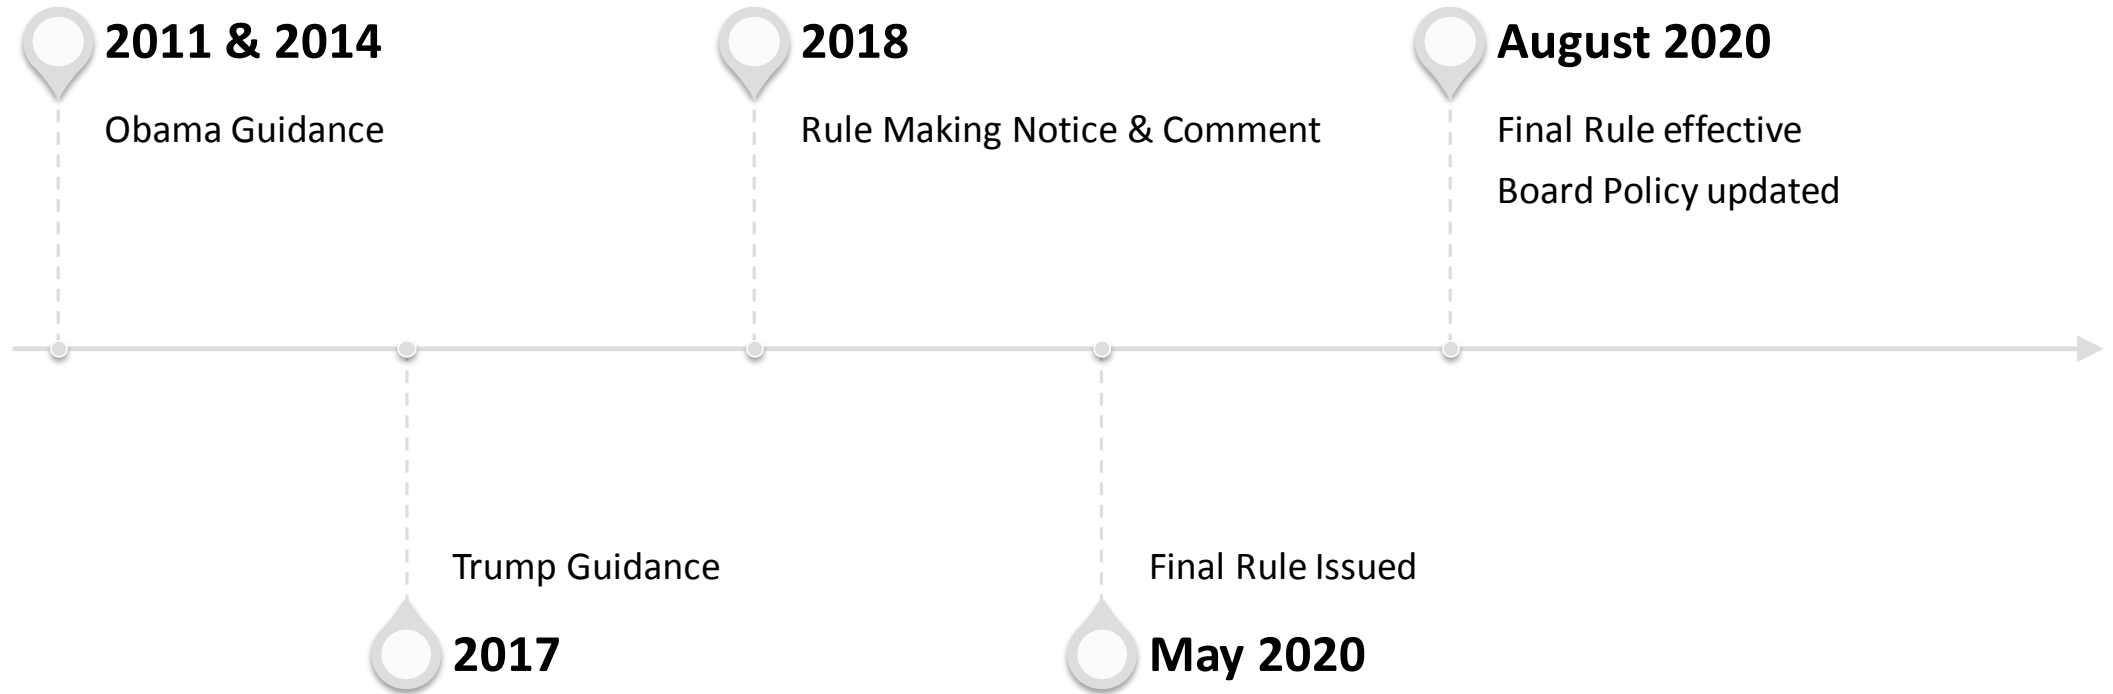 2011 & 2014
Obama Guidance
Trump Guidance
2017
2018
Rule Making Notice & Comment
Final Rule Issued
May 2020
August 2020
Final Rule effective
Board Policy updated